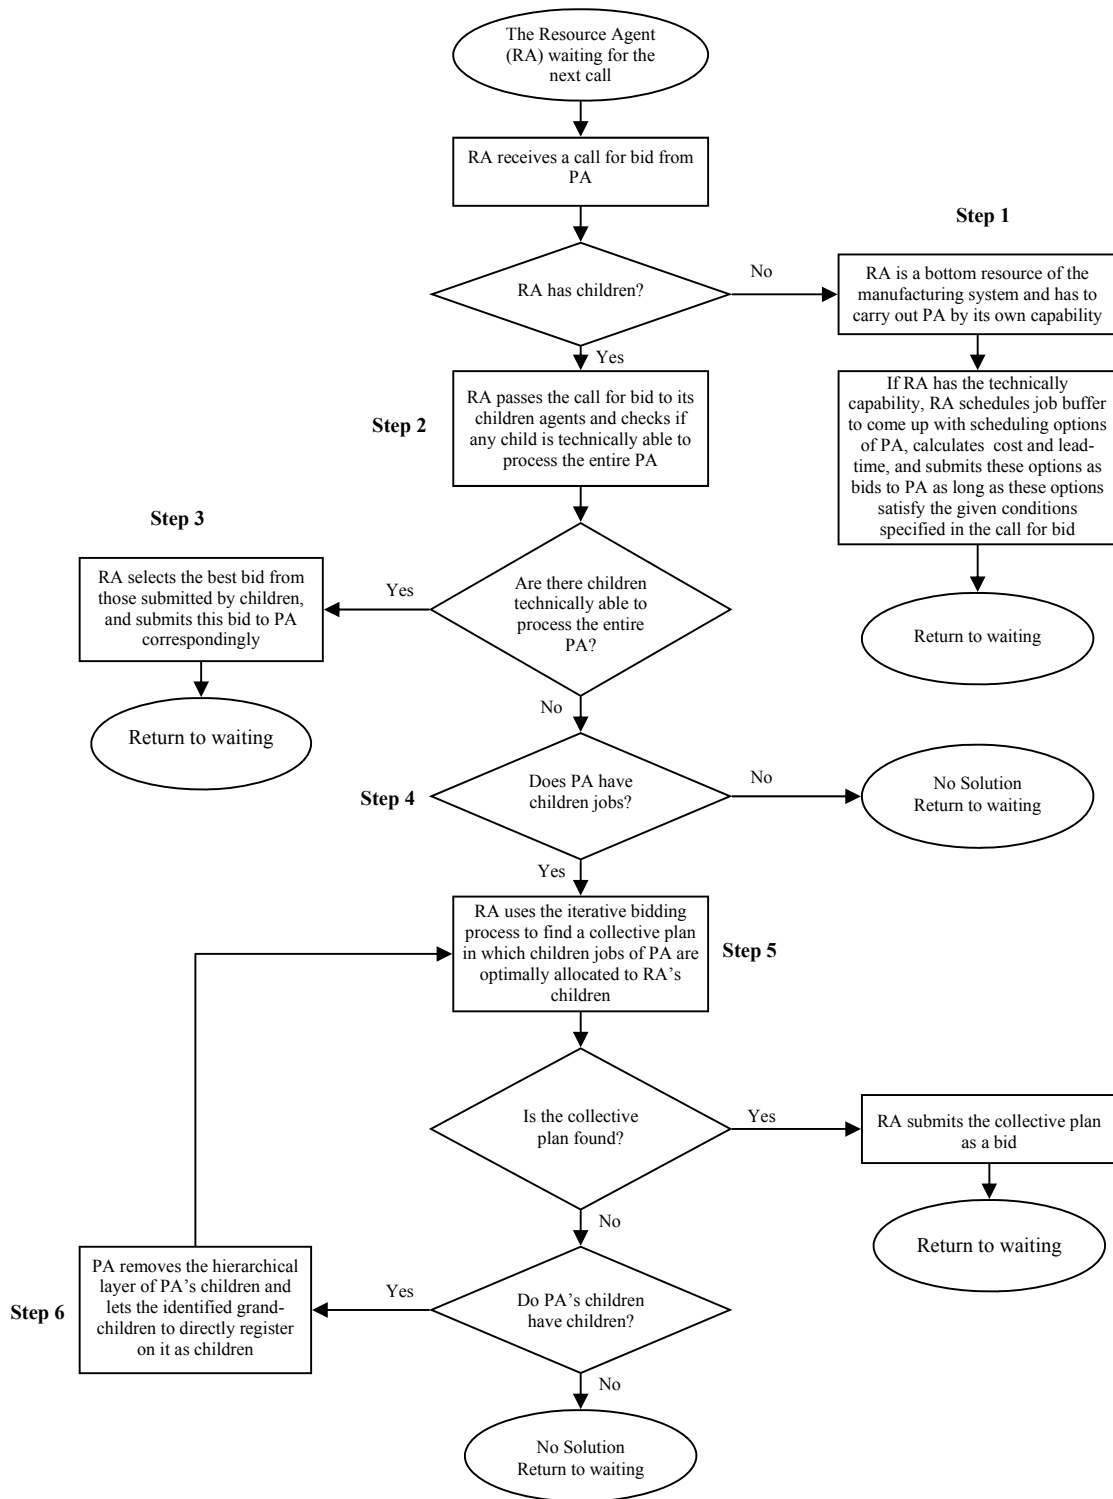 The Resource Agent
(RA) waiting for the
next call
RA receives a call for bid from
PA
Step 1
RA has children?
No
RA is a bottom resource of the
manufacturing system and has to
carry out PA by its own capability
Yes
Step 2
RA passes the call for bid to its
children agents and checks if
any child is technically able to
process the entire PA
If RA has the technically
capability, RA schedules job buffer
to come up with scheduling options
of PA, calculates cost and lead-
time, and submits these options as
bids to PA as long as these options
satisfy the given conditions
specified in the call for bid
Step 3
RA selects the best bid from
those submitted by children,
and submits this bid to PA
correspondingly
Yes
Are there children
technically able to
process the entire
PA?
Return to waiting
Return to waiting
No
Step 4
Does PA have
children jobs?
No
No Solution
Return to waiting
Yes
RA uses the iterative bidding
process to find a collective plan
in which children jobs of PA are
optimally allocated to RA’s
children
Step 5
Is the collective
plan found?
Yes
RA submits the collective plan
as a bid
Return to waiting
No
Step 6
PA removes the hierarchical
layer of PA’s children and
lets the identified grand-
children to directly register
on it as children
Yes
Do PA’s children
have children?
No
No Solution
Return to waiting